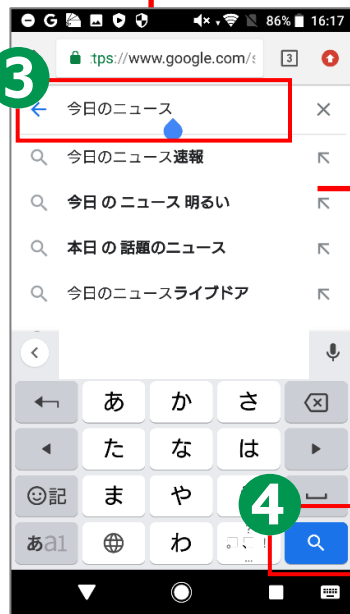 G 86% 16:17
tps://www.google.com/s 3
3
今日のニュース
今日のニュース速報
今日 の ニュース 明るい
本日 の 話題のニュース
今日のニュースライブドア
あ か さ
た な は
記 ま や
4
あa1 わ 。、!